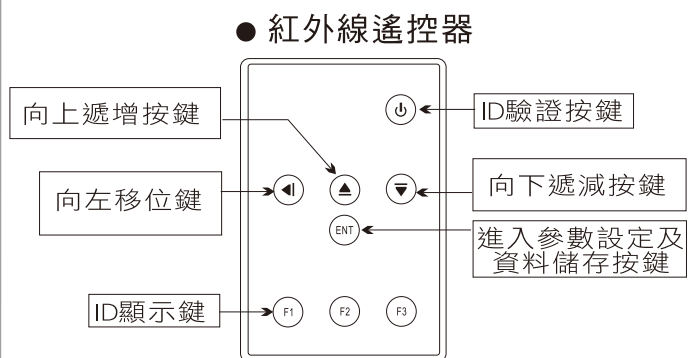 ● 紅外線遙控器
向上遞增按鍵
ID驗證按鍵
向左移位鍵
向下遞減按鍵
ENT
進入參數設定及
資料儲存按鍵
ID顯示鍵
F1
F2
F3